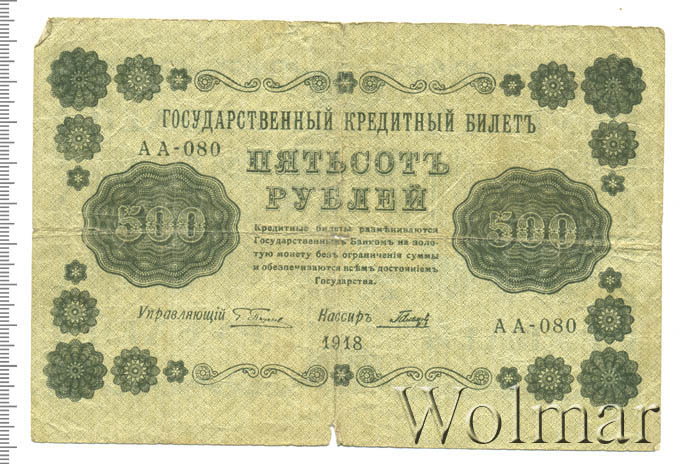 ГОСУДАРСТВЕННЫЙ КРЕДИТНЫЙ БИЛЕТЪ
АА-080
ПЯТЬСОТЪ
РУБЛЕЙ
500
500
Кредитные билеты размѣниваются
Государственнымъ Банкомъ на золо-
тую монету безъ ограниченія суммы
и обезпечиваются всѣмъ достояніемъ
Государства.
Управляющій
Кассиръ
АА-080
1918
Wolmar